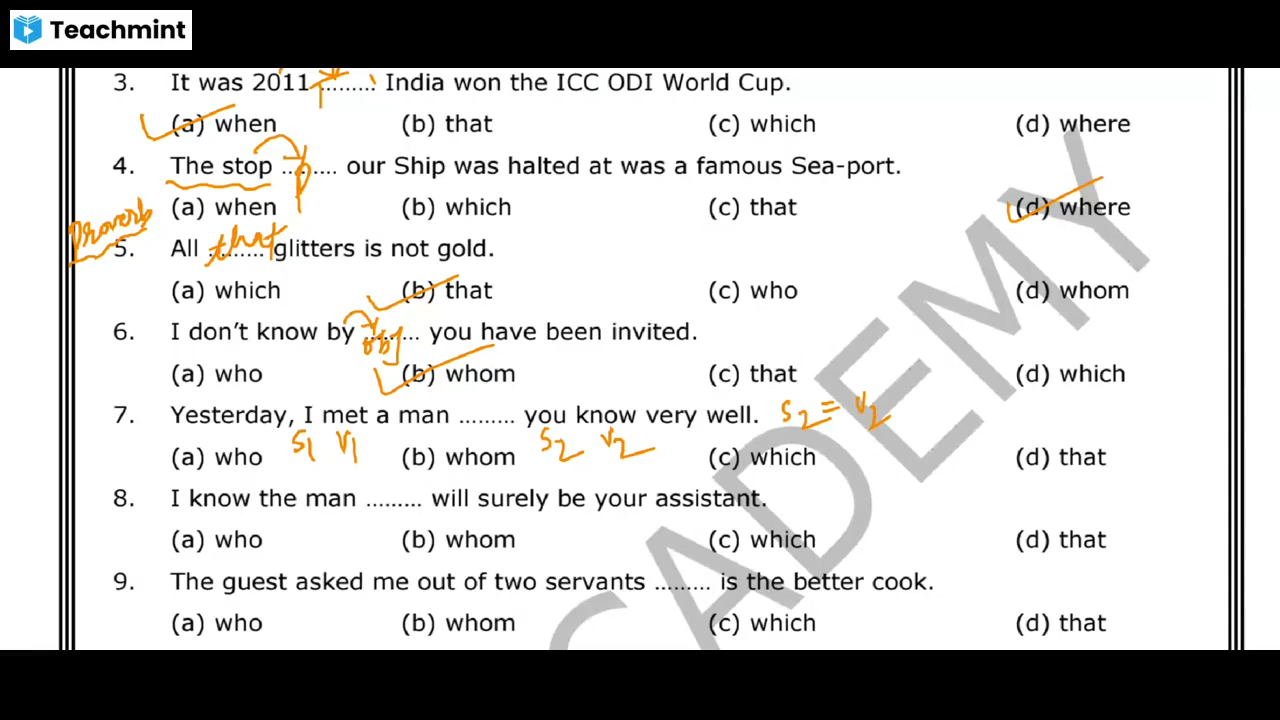 Teachmint
3. It was 2011 ........ India won the ICC ODI World Cup.
(a) when (b) that (c) which (d) where
4. The stop ........ our Ship was halted at was a famous Sea-port.
P
(a) when (b) which (c) that (d) where
Proverb
5. All that glitters is not gold.
(a) which (b) that (c) who (d) whom
6. I don't know by ........ you have been invited.
obj
(a) who (b) whom (c) that (d) which
7. Yesterday, I met a man ......... you know very well. S2 = V2
S1 V1 S2 V2
(a) who (b) whom (c) which (d) that
8. I know the man ......... will surely be your assistant.
(a) who (b) whom (c) which (d) that
9. The guest asked me out of two servants ......... is the better cook.
(a) who (b) whom (c) which (d) that
CADEMY